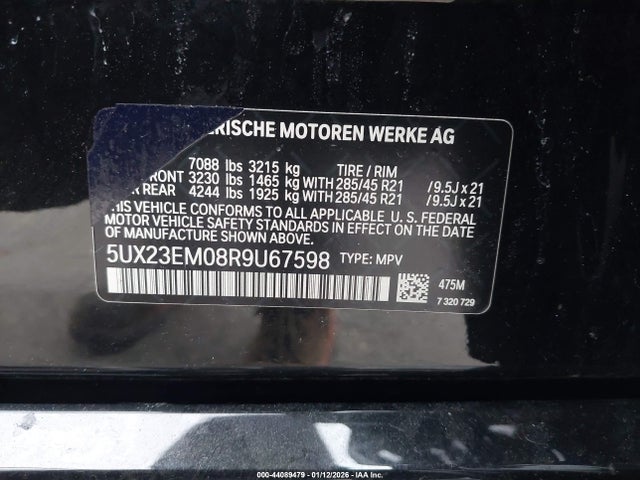 ERISCHE MOTOREN WERKE AG
7088 lbs 3215 kg TIRE / RIM
FRONT 3230 lbs 1465 kg WITH 285/45 R21 / 9.5J x 21
REAR 4244 lbs 1925 kg WITH 285/45 R21 / 9.5J x 21
THIS VEHICLE CONFORMS TO ALL APPLICABLE U. S. FEDERAL
MOTOR VEHICLE SAFETY STANDARDS IN EFFECT ON THE DATE
OF MANUFACTURE SHOWN ABOVE.
5UX23EM08R9U67598 TYPE: MPV
475M
7 320 729
000-44089479 - 01/12/2026 - IAA Inc.